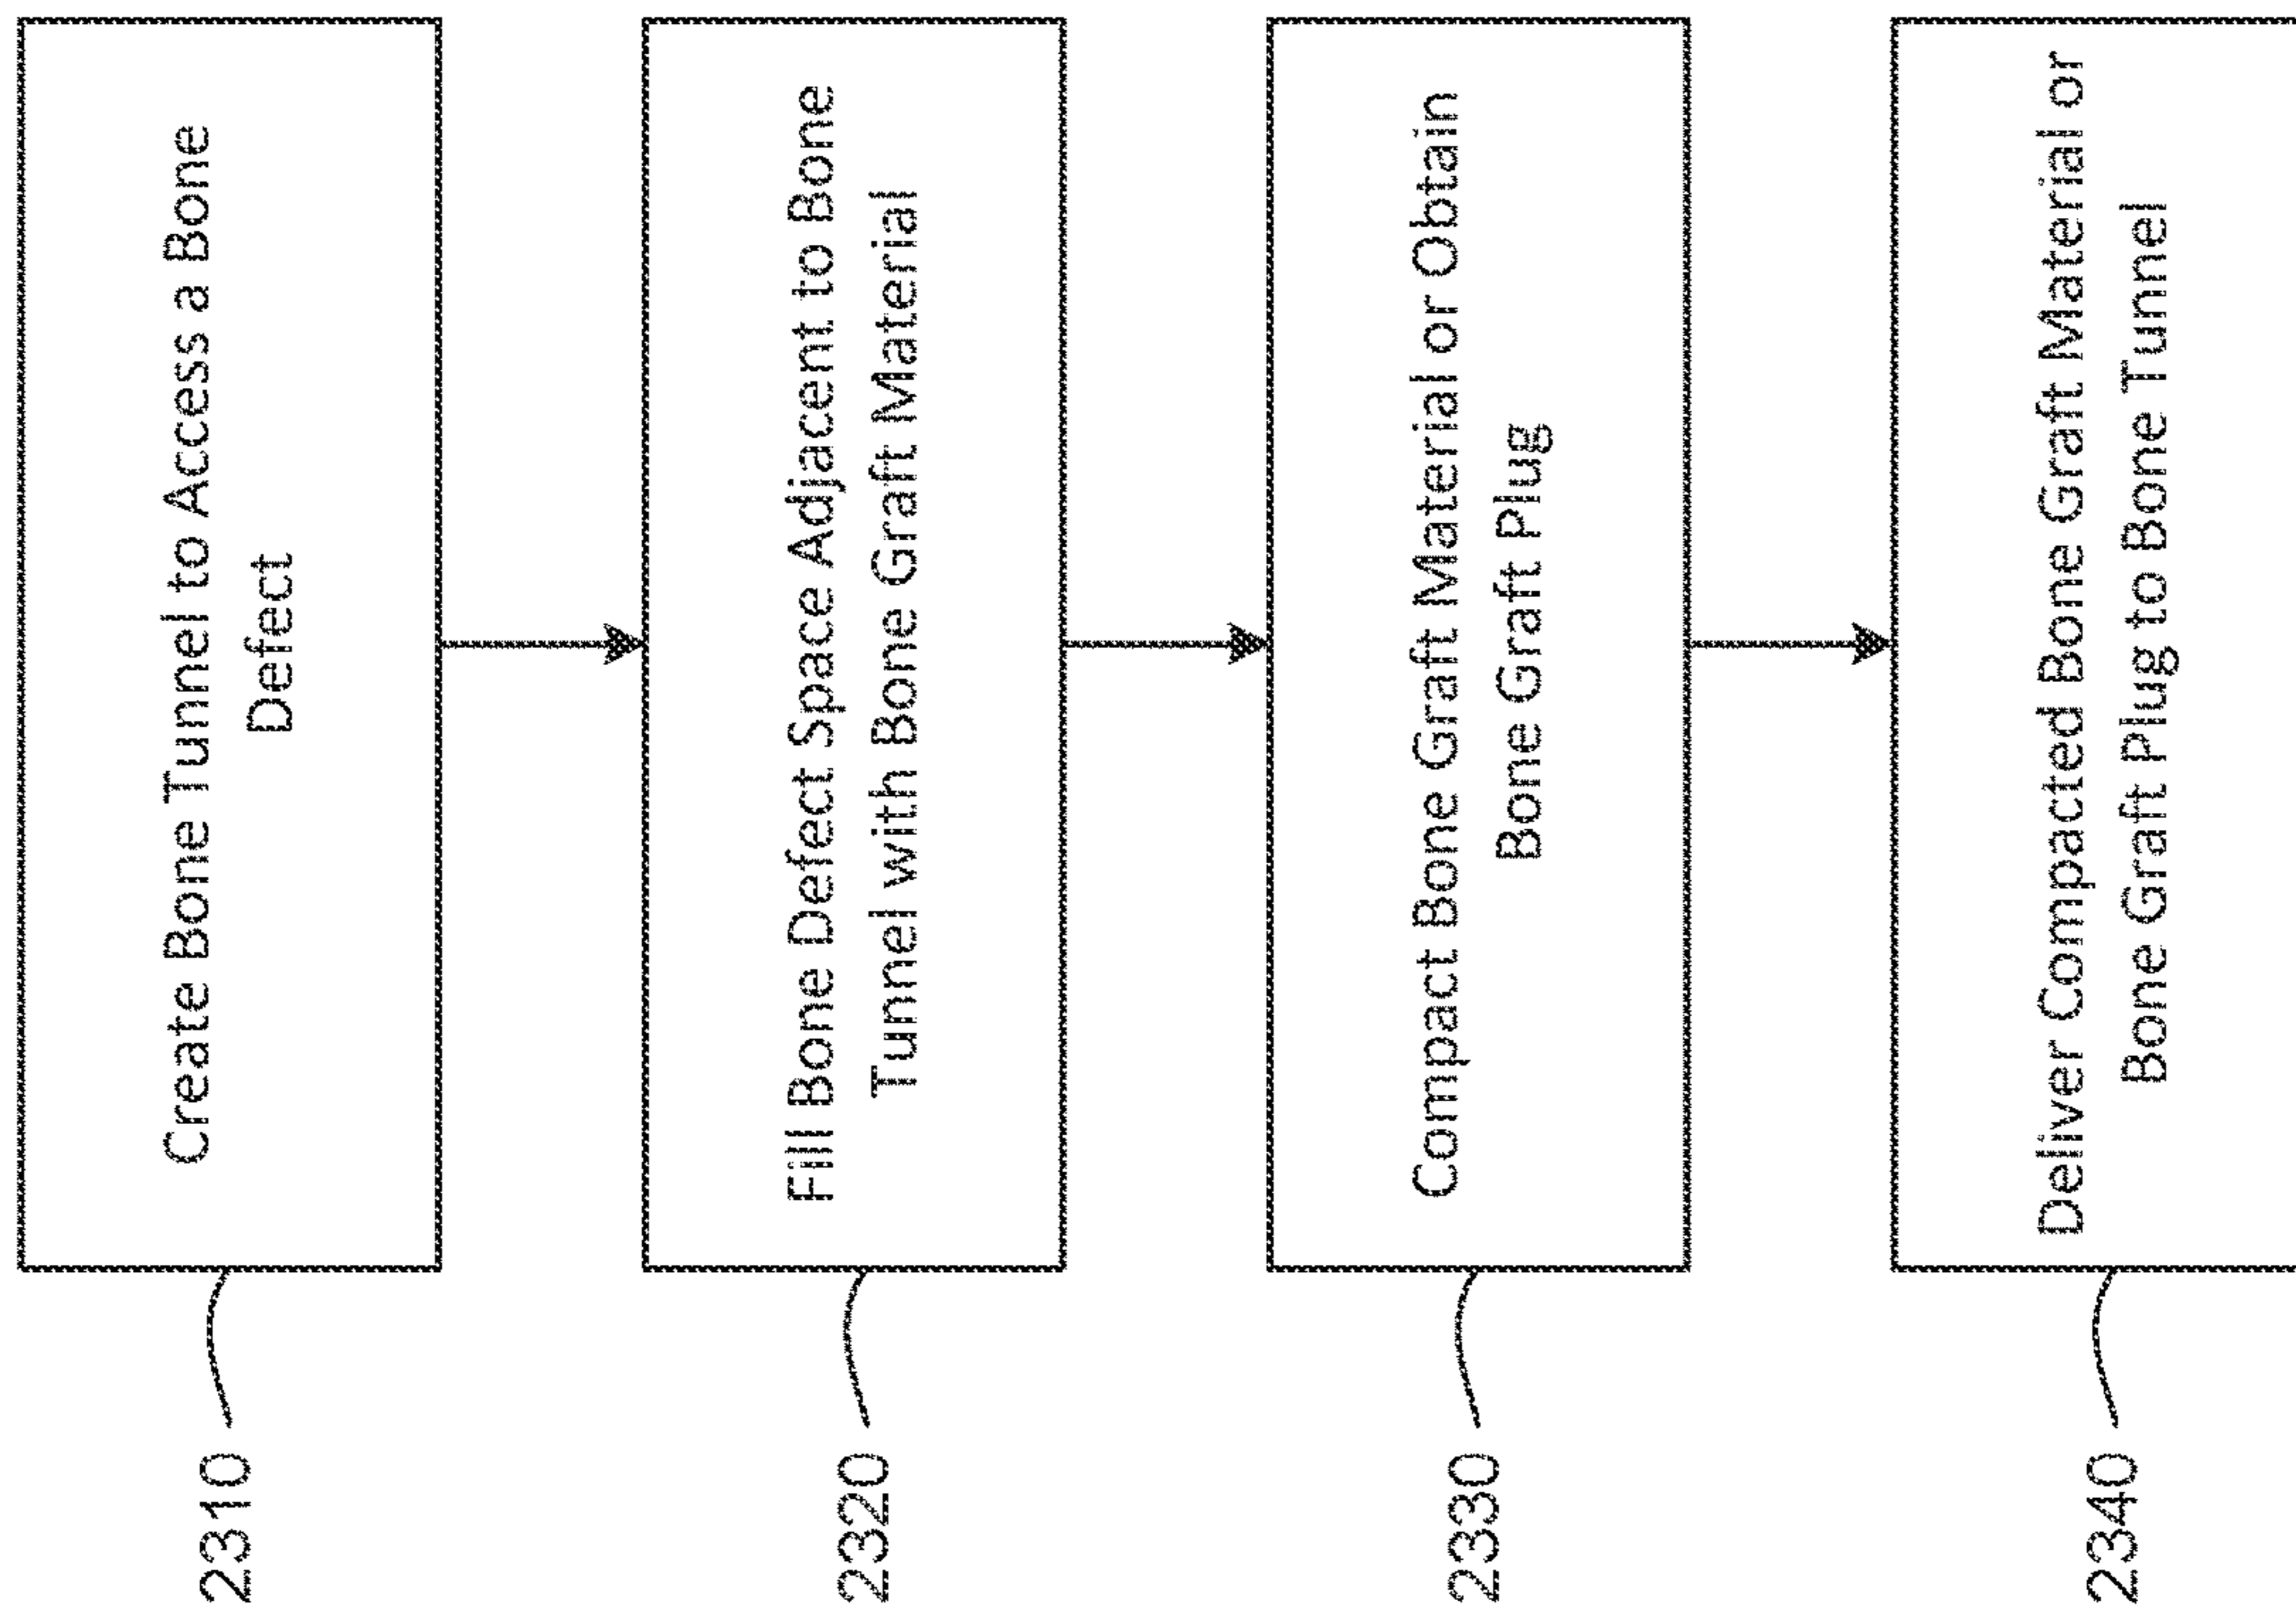 2310
Create Bone Tunnel to Access a Bone
Defect
2320
Fill Bone Defect Space Adjacent to Bone
Tunnel with Bone Graft Material
2330
Compact Bone Graft Material or Obtain
Bone Graft Plug
2340
Deliver Compacted Bone Graft Material or
Bone Graft Plug to Bone Tunnel